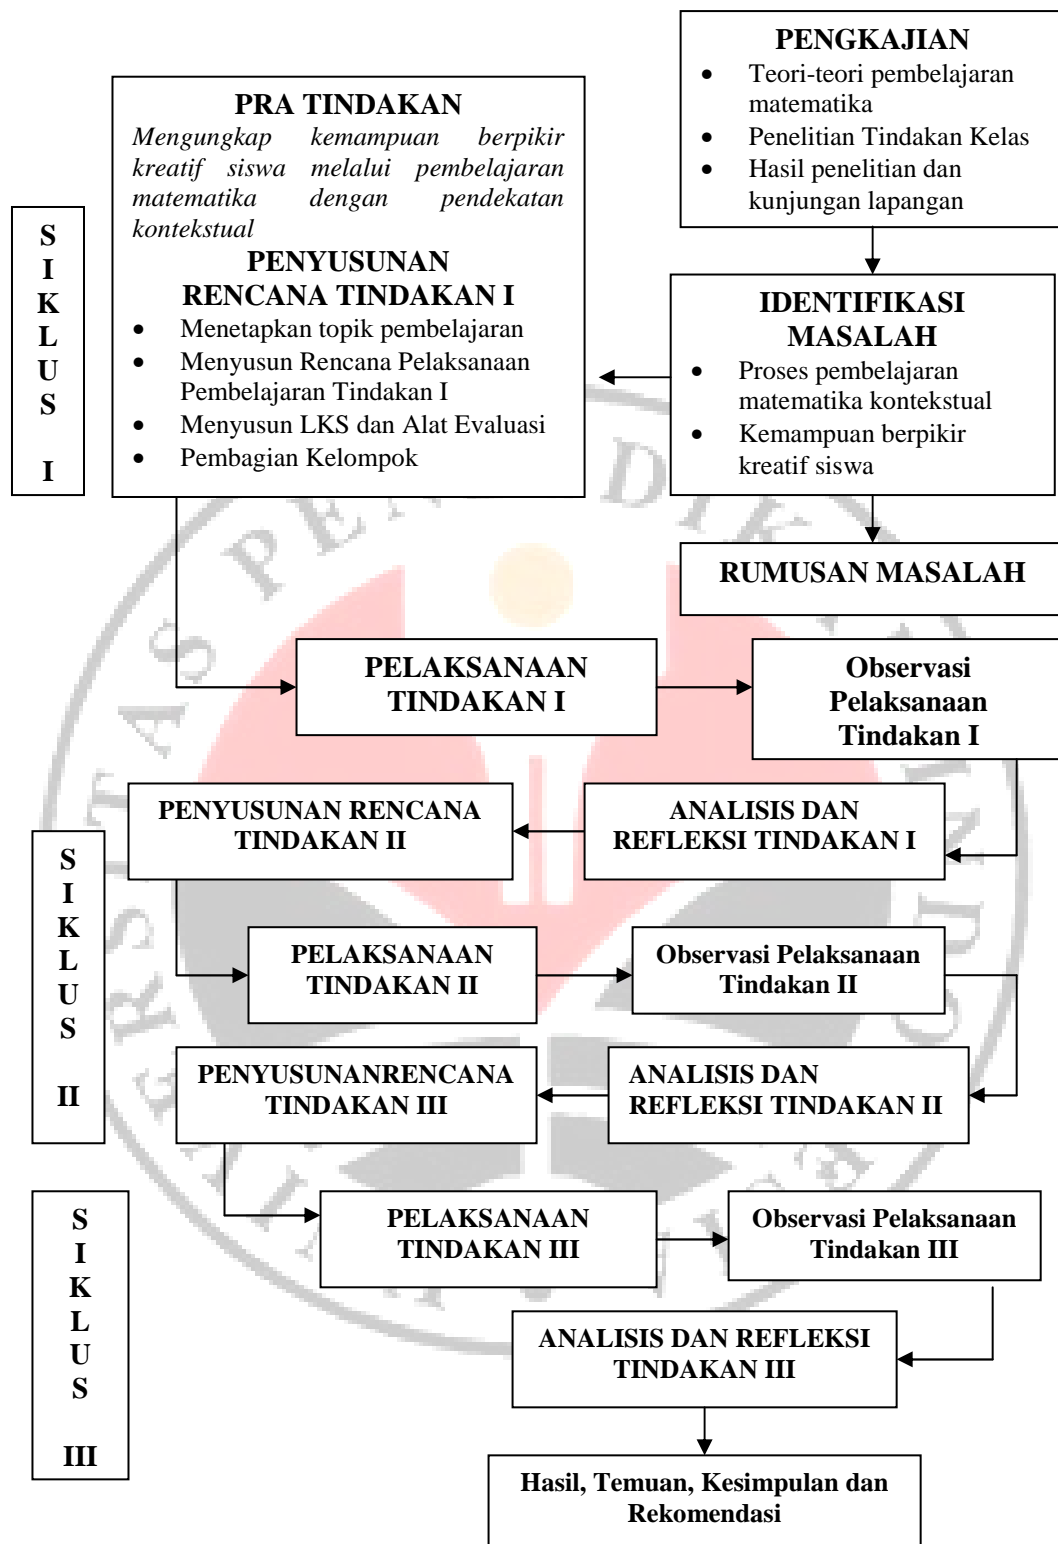 PENGKAJIAN
• Teori-teori pembelajaran
matematika
• Penelitian Tindakan Kelas
• Hasil penelitian dan
kunjungan lapangan
PRA TINDAKAN
Mengungkap kemampuan berpikir
kreatif siswa melalui pembelajaran
matematika dengan pendekatan
kontekstual
PENYUSUNAN
RENCANA TINDAKAN I
• Menetapkan topik pembelajaran
• Menyusun Rencana Pelaksanaan
Pembelsjaran Tindakan I
• Menyusun LKS dan Alat Evaluasi
• Pembagian Kelompok
S
I
K
L
U
S
I
IDENTIFIKASI
MASALAH
• Proses pembelajaran
matematika kontekstual
• Kemampuan berpikir
kreatif siswa
RUMUSAN MASALAH
PELAKSANAAN
TINDAKAN I
Observasi
Pelaksanaan
Tindakan I
PENYUSUNAN RENCANA
TINDAKAN II
ANALISIS DAN
REFLEKSI TINDAKAN I
S
I
K
L
U
S
II
PELAKSANAAN
TINDAKAN II
Observasi Pelaksanaan
Tindakan II
PENYUSUNANRENCANA
TINDAKAN III
ANALISIS DAN
REFLEKSI TINDAKAN II
S
I
K
L
U
S
III
PELAKSANAAN
TINDAKAN III
Observasi Pelaksanaan
Tindakan III
ANALISIS DAN REFLEKSI
TINDAKAN III
Hasil, Temuan, Kesimpulan dan
Rekomendasi